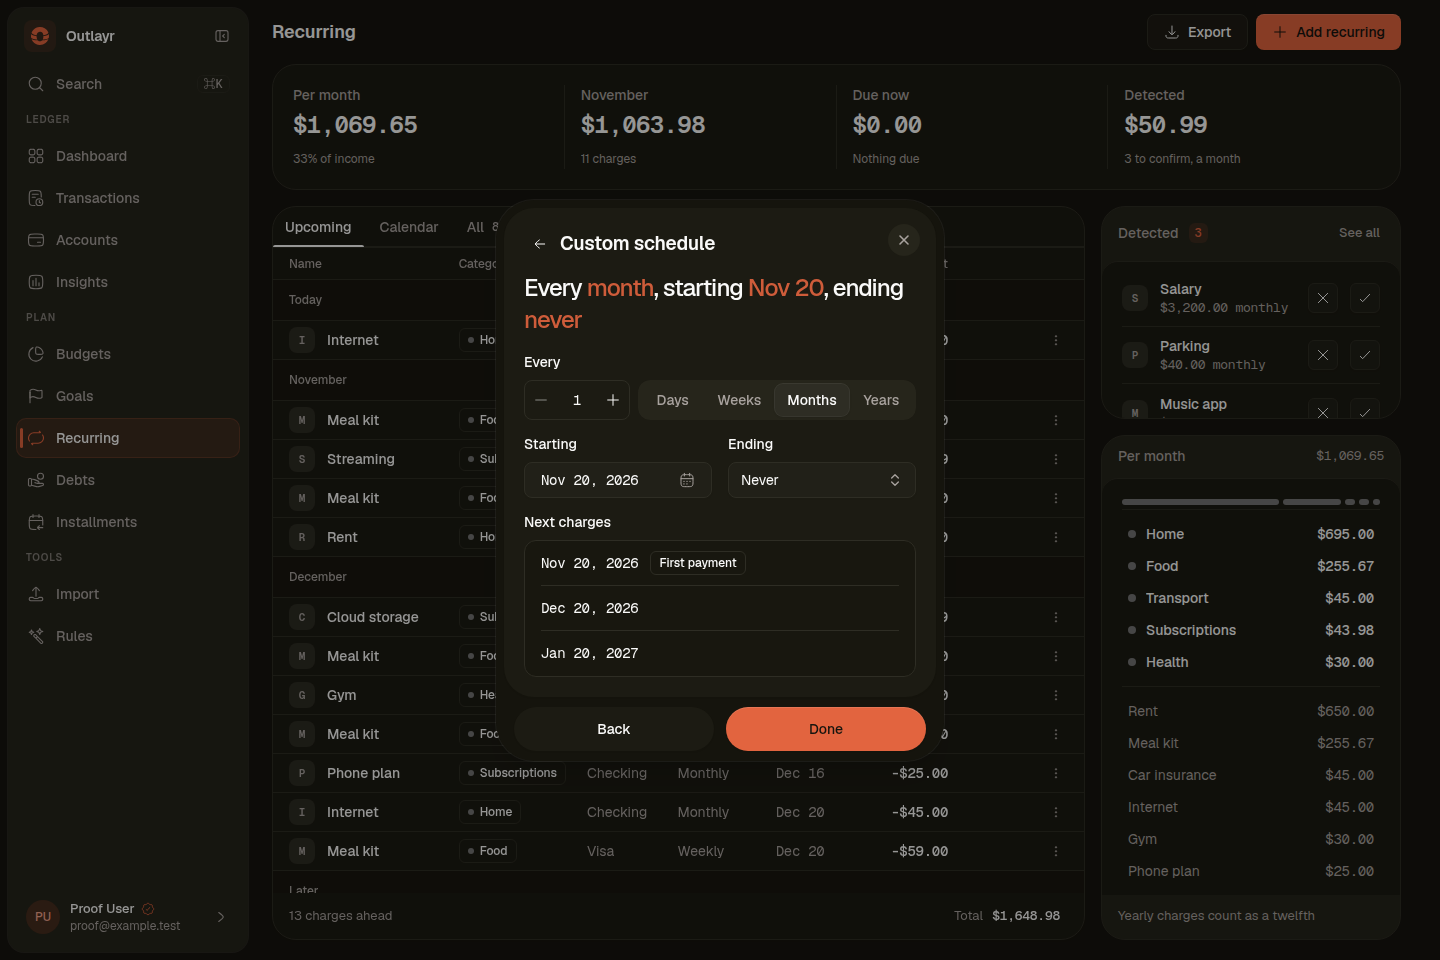 Outlayr
Search
⌘K
LEDGER
Dashboard
Transactions
Accounts
Insights
PLAN
Budgets
Goals
Recurring
Debts
Installments
TOOLS
Import
Rules
PU
Proof User
proof@example.test
Recurring
Export
Add recurring
Per month
$1,069.65
33% of income
November
$1,063.98
11 charges
Due now
$0.00
Nothing due
Detected
$50.99
3 to confirm, a month
Upcoming
Calendar
All
Name
Today
I Internet
November
M Meal kit
S Streaming
M Meal kit
R Rent
December
C Cloud storage
M Meal kit
G Gym
M Meal kit
P Phone plan Subscriptions Checking Monthly Dec 16 -$25.00
I Internet Home Checking Monthly Dec 20 -$45.00
M Meal kit Food Visa Weekly Dec 20 -$59.00
Later
13 charges ahead
Total $1,648.98
Custom schedule
Every month, starting Nov 20, ending
never
Every
1
Days Weeks Months Years
Starting
Nov 20, 2026
Ending
Never
Next charges
Nov 20, 2026 First payment
Dec 20, 2026
Jan 20, 2027
Back
Done
Detected 3
See all
S Salary
$3,200.00 monthly
P Parking
$40.00 monthly
M Music app
Per month
$1,069.65
Home $695.00
Food $255.67
Transport $45.00
Subscriptions $43.98
Health $30.00
Rent $650.00
Meal kit $255.67
Car insurance $45.00
Internet $45.00
Gym $30.00
Phone plan $25.00
Yearly charges count as a twelfth